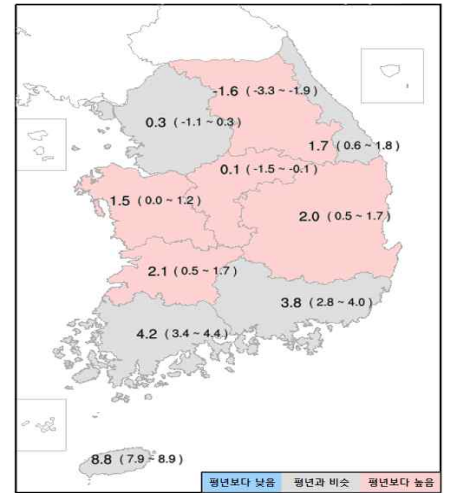 -1.6 ( -3.3 ~ -1.9 )
0.3 ( -1.1 ~ 0.3 )
1.7 ( 0.6 ~ 1.8 )
0.1 ( -1.5 ~ -0.1 )
1.5 ( 0.0 ~ 1.2 )
2.0 ( 0.5 ~ 1.7 )
2.1 ( 0.5 ~ 1.7 )
3.8 ( 2.8 ~ 4.0 )
4.2 ( 3.4 ~ 4.4 )
8.8 ( 7.9 ~ 8.9 )
평년보다 낮음 평년과 비슷 평년보다 높음